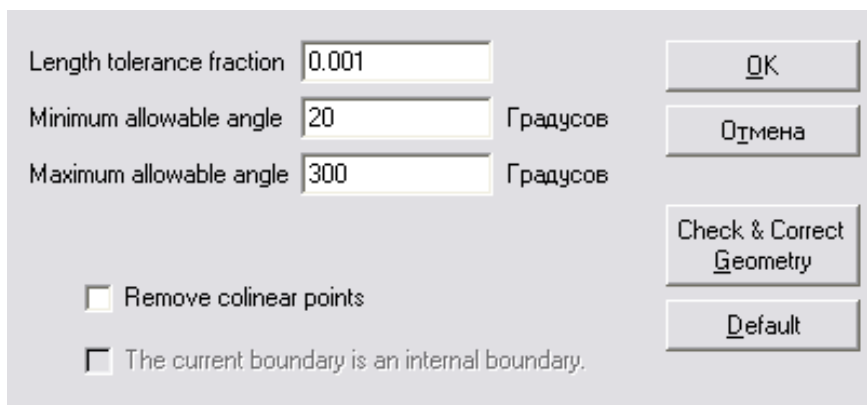 Length tolerance fraction 0.001
Minimum allowable angle 20 Градусов
Maximum allowable angle 300 Градусов
Remove colinear points
The current boundary is an internal boundary.
OK
Отмена
Check & Correct
Geometry
Default